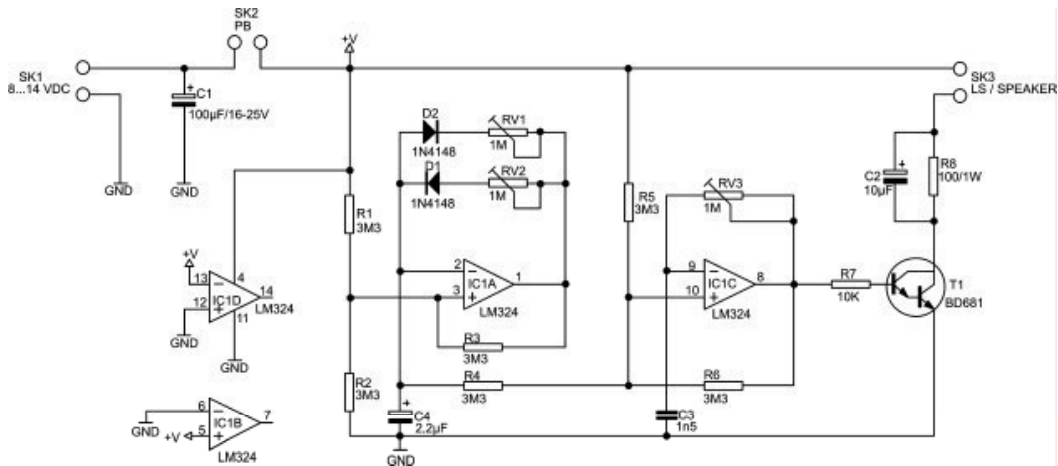 SK2
PB
+V
SK1
8...14 VDC
+
C1
100µF/16-25V
SK3
LS / SPEAKER
D2
1N4148
RV1
1M
D1
1N4148
RV2
1M
GND
GND
R1
3M3
R5
3M3
RV3
1M
C2
+
10µF
R8
100/1W
+V
13
12
4
14
11
IC1D
LM324
GND
GND
2
3
1
IC1A
LM324
9
10
8
IC1C
LM324
R7
10K
T1
BD681
R3
3M3
R2
3M3
R4
3M3
R6
3M3
GND
6
+V
5
7
IC1B
LM324
+
C4
2.2µF
C3
1n5
GND